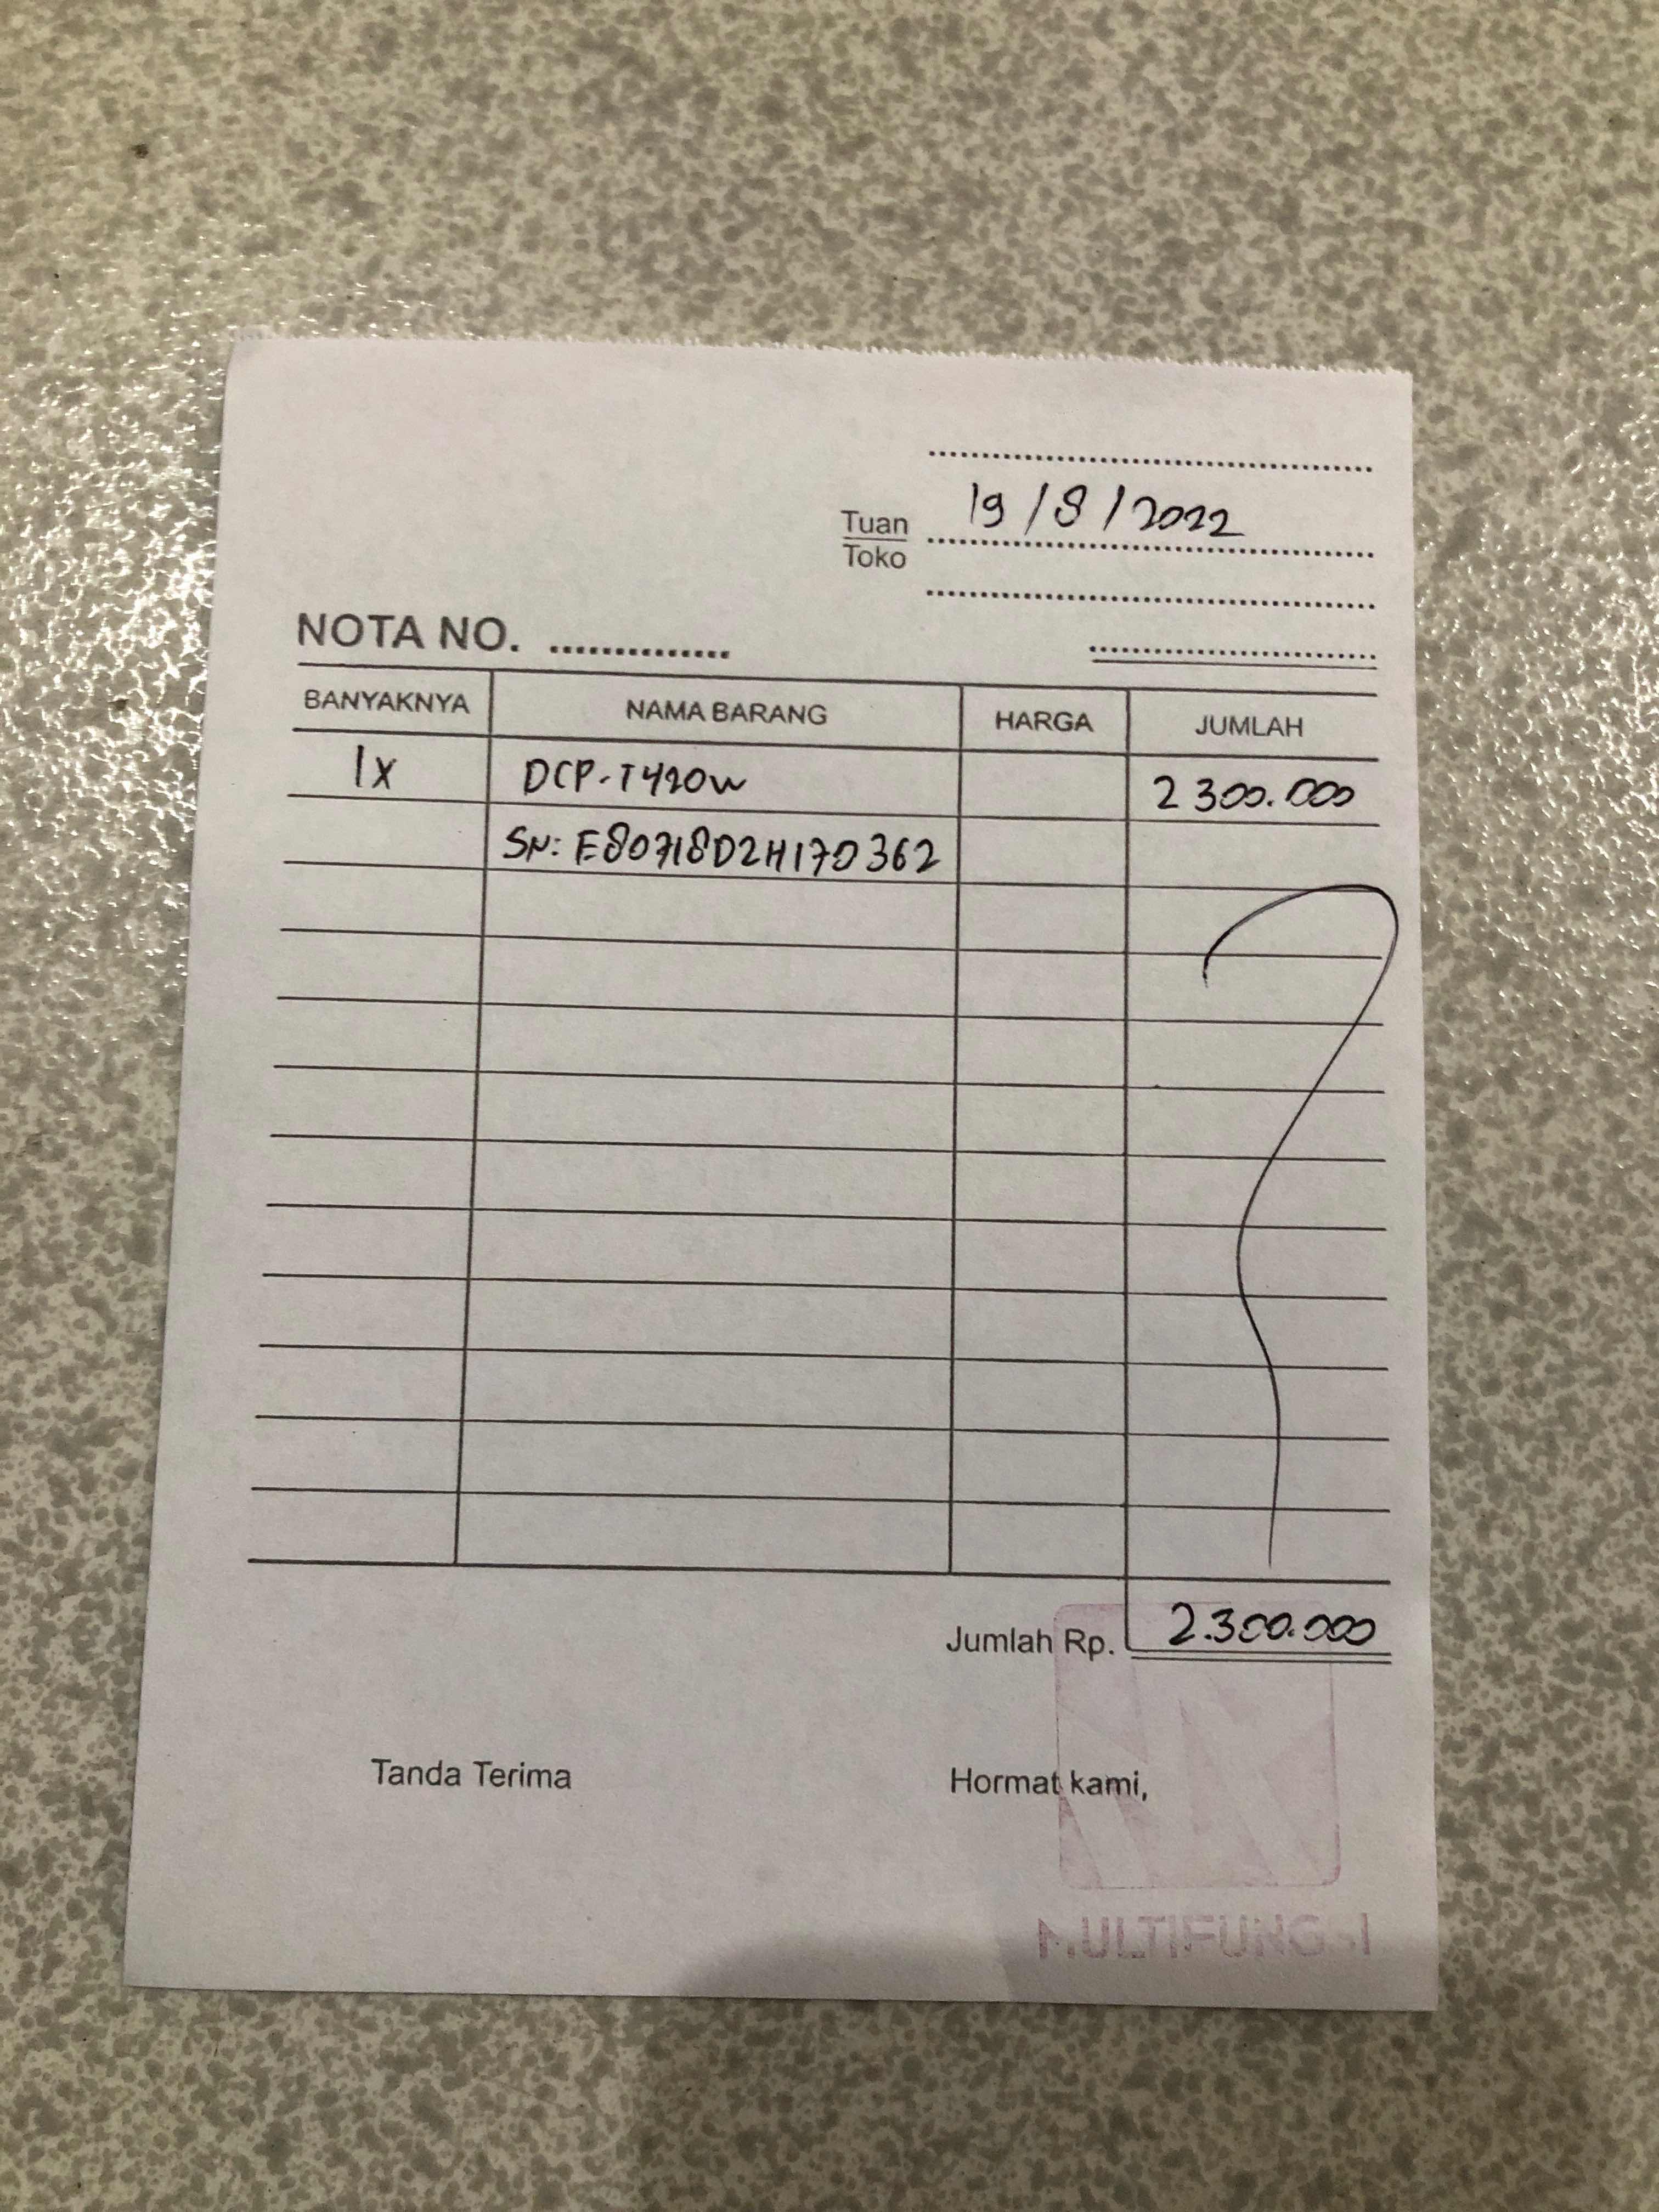 19/8/2022
Tuan
Toko
NOTA NO.
BANYAKNYA NAMA BARANG HARGA JUMLAH
1x DCP-T420W 2 300.000
SN: E80718D2H170362
Jumlah Rp. 2.300.000
Tanda Terima Hormat kami,
MULTIFUNGSI